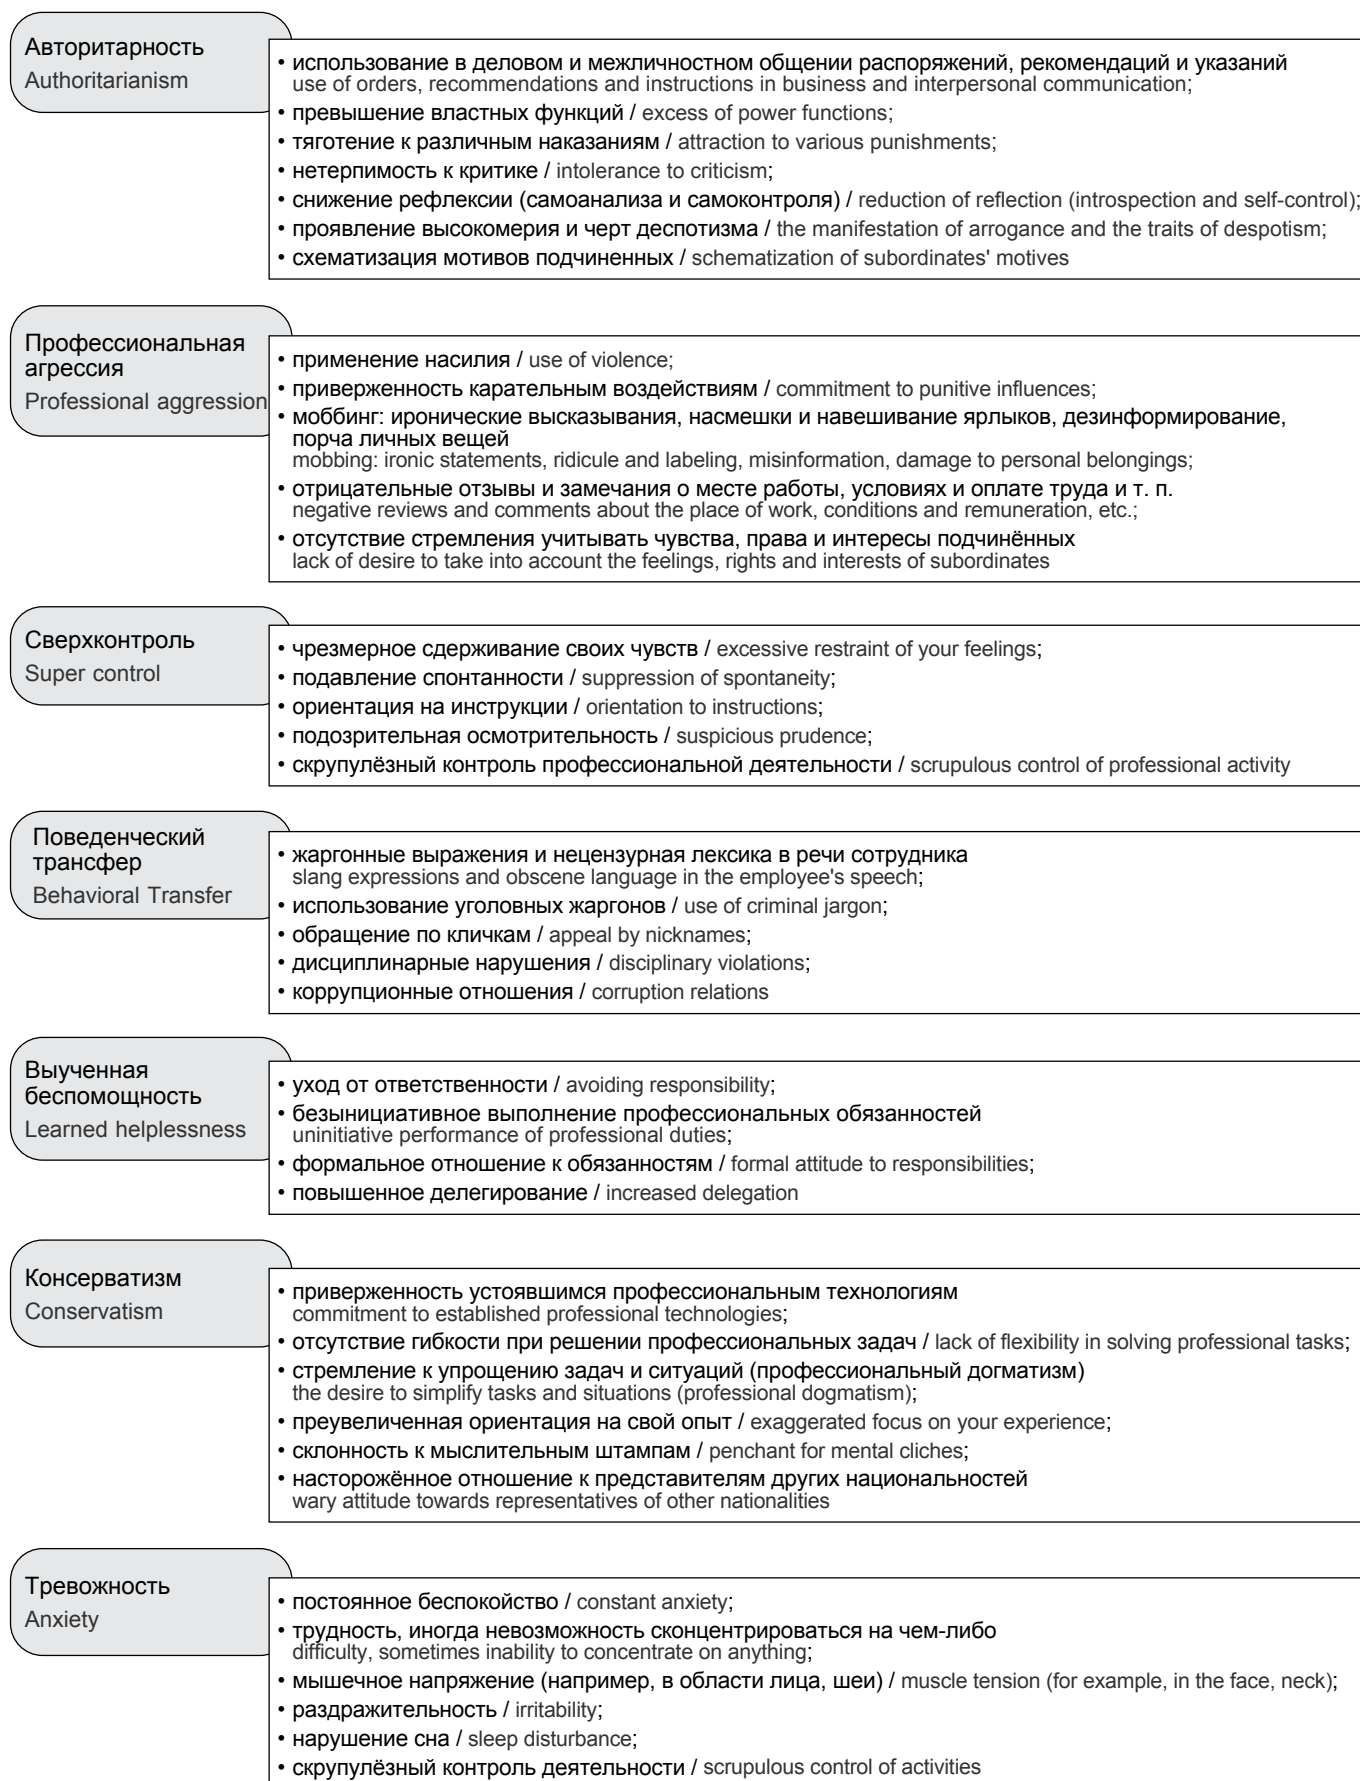 Авторитарность
Authoritarianism
• использование в деловом и межличностном общении распоряжений, рекомендаций и указаний
use of orders, recommendations and instructions in business and interpersonal communication;
• превышение властных функций / excess of power functions;
• тяготение к различным наказаниям / attraction to various punishments;
• нетерпимость к критике / intolerance to criticism;
• снижение рефлексии (самоанализа и самоконтроля) / reduction of reflection (introspection and self-control);
• проявление высокомерия и черт деспотизма / the manifestation of arrogance and the traits of despotism;
• схематизация мотивов подчиненных / schematization of subordinates' motives
Профессиональная
агрессия
Professional aggression
• применение насилия / use of violence;
• приверженность карательным воздействиям / commitment to punitive influences;
• моббинг: иронические высказывания, насмешки и навешивание ярлыков, дезинформирование,
порча личных вещей
mobbing: ironic statements, ridicule and labeling, misinformation, damage to personal belongings;
• отрицательные отзывы и замечания о месте работы, условиях и оплате труда и т. п.
negative reviews and comments about the place of work, conditions and remuneration, etc.;
• отсутствие стремления учитывать чувства, права и интересы подчинённых
lack of desire to take into account the feelings, rights and interests of subordinates
Сверхконтроль
Super control
• чрезмерное сдерживание своих чувств / excessive restraint of your feelings;
• подавление спонтанности / suppression of spontaneity;
• ориентация на инструкции / orientation to instructions;
• подозрительная осмотрительность / suspicious prudence;
• скрупулёзный контроль профессиональной деятельности / scrupulous control of professional activity
Поведенческий
трансфер
Behavioral Transfer
• жаргонные выражения и нецензурная лексика в речи сотрудника
slang expressions and obscene language in the employee's speech;
• использование уголовных жаргонов / use of criminal jargon;
• обращение по кличкам / appeal by nicknames;
• дисциплинарные нарушения / disciplinary violations;
• коррупционные отношения / corruption relations
Выученная
беспомощность
Learned helplessness
• уход от ответственности / avoiding responsibility;
• безынициативное выполнение профессиональных обязанностей
uninitiative performance of professional duties;
• формальное отношение к обязанностям / formal attitude to responsibilities;
• повышенное делегирование / increased delegation
Консерватизм
Conservatism
• приверженность устоявшимся профессиональным технологиям
commitment to established professional technologies;
• отсутствие гибкости при решении профессиональных задач / lack of flexibility in solving professional tasks;
• стремление к упрощению задач и ситуаций (профессиональный догматизм)
the desire to simplify tasks and situations (professional dogmatism);
• преувеличенная ориентация на свой опыт / exaggerated focus on your experience;
• склонность к мыслительным штампам / penchant for mental cliches;
• насторожённое отношение к представителям других национальностей
wary attitude towards representatives of other nationalities
Тревожность
Anxiety
• постоянное беспокойство / constant anxiety;
• трудность, иногда невозможность сконцентрироваться на чем-либо
difficulty, sometimes inability to concentrate on anything;
• мышечное напряжение (например, в области лица, шеи) / muscle tension (for example, in the face, neck);
• раздражительность / irritability;
• нарушение сна / sleep disturbance;
• скрупулёзный контроль деятельности / scrupulous control of activities